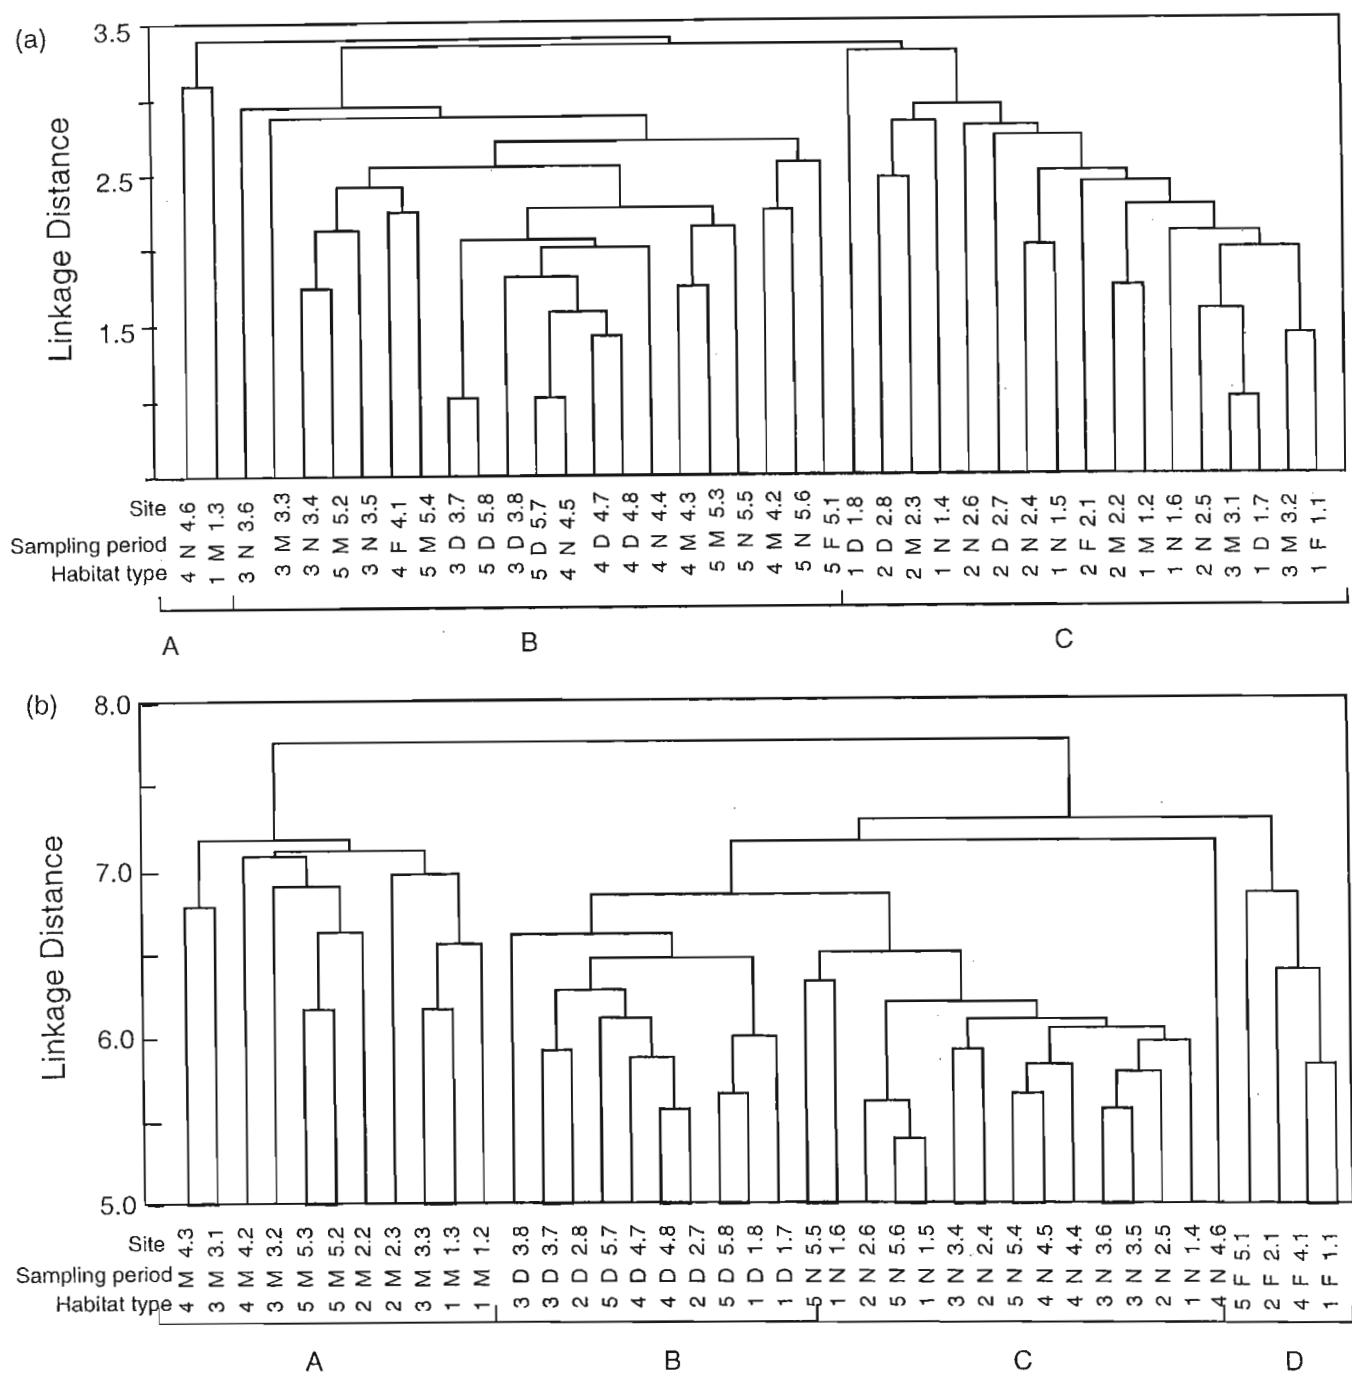 (a)
3.5
Linkage Distance
2.5
1.5
Site
Sampling period
Habitat type
4 N 4.6
1 M 1.3
3 N 3.6
3 M 3.3
3 N 3.4
5 M 5.2
3 N 3.5
4 F 4.1
5 M 5.4
3 D 3.7
5 D 5.8
3 D 3.8
5 D 5.7
4 N 4.5
4 D 4.7
4 D 4.8
4 N 4.4
4 M 4.3
5 M 5.3
5 N 5.5
4 M 4.2
5 N 5.6
5 F 5.1
1 D 1.8
2 D 2.8
2 M 2.3
1 N 1.4
2 N 2.6
2 D 2.7
2 N 2.4
1 N 1.5
2 F 2.1
2 M 2.2
1 M 1.2
1 N 1.6
2 N 2.5
3 M 3.1
1 D 1.7
3 M 3.2
1 F 1.1
A B C
(b)
8.0
Linkage Distance
7.0
6.0
5.0
Site
Sampling period
Habitat type
4 M 4.3
3 M 3.1
4 M 4.2
3 M 3.2
5 M 5.3
5 M 5.2
2 M 2.2
2 M 2.3
3 M 3.3
1 M 1.3
1 M 1.2
3 D 3.8
3 D 3.7
2 D 2.8
5 D 5.7
4 D 4.7
4 D 4.8
2 D 2.7
5 D 5.8
1 D 1.8
1 D 1.7
5 N 5.5
1 N 1.6
2 N 2.6
5 N 5.6
1 N 1.5
3 N 3.4
2 N 2.4
5 N 5.4
4 N 4.5
4 N 4.4
3 N 3.6
3 N 3.5
2 N 2.5
1 N 1.4
4 N 4.6
5 F 5.1
2 F 2.1
4 F 4.1
1 F 1.1
A B C D